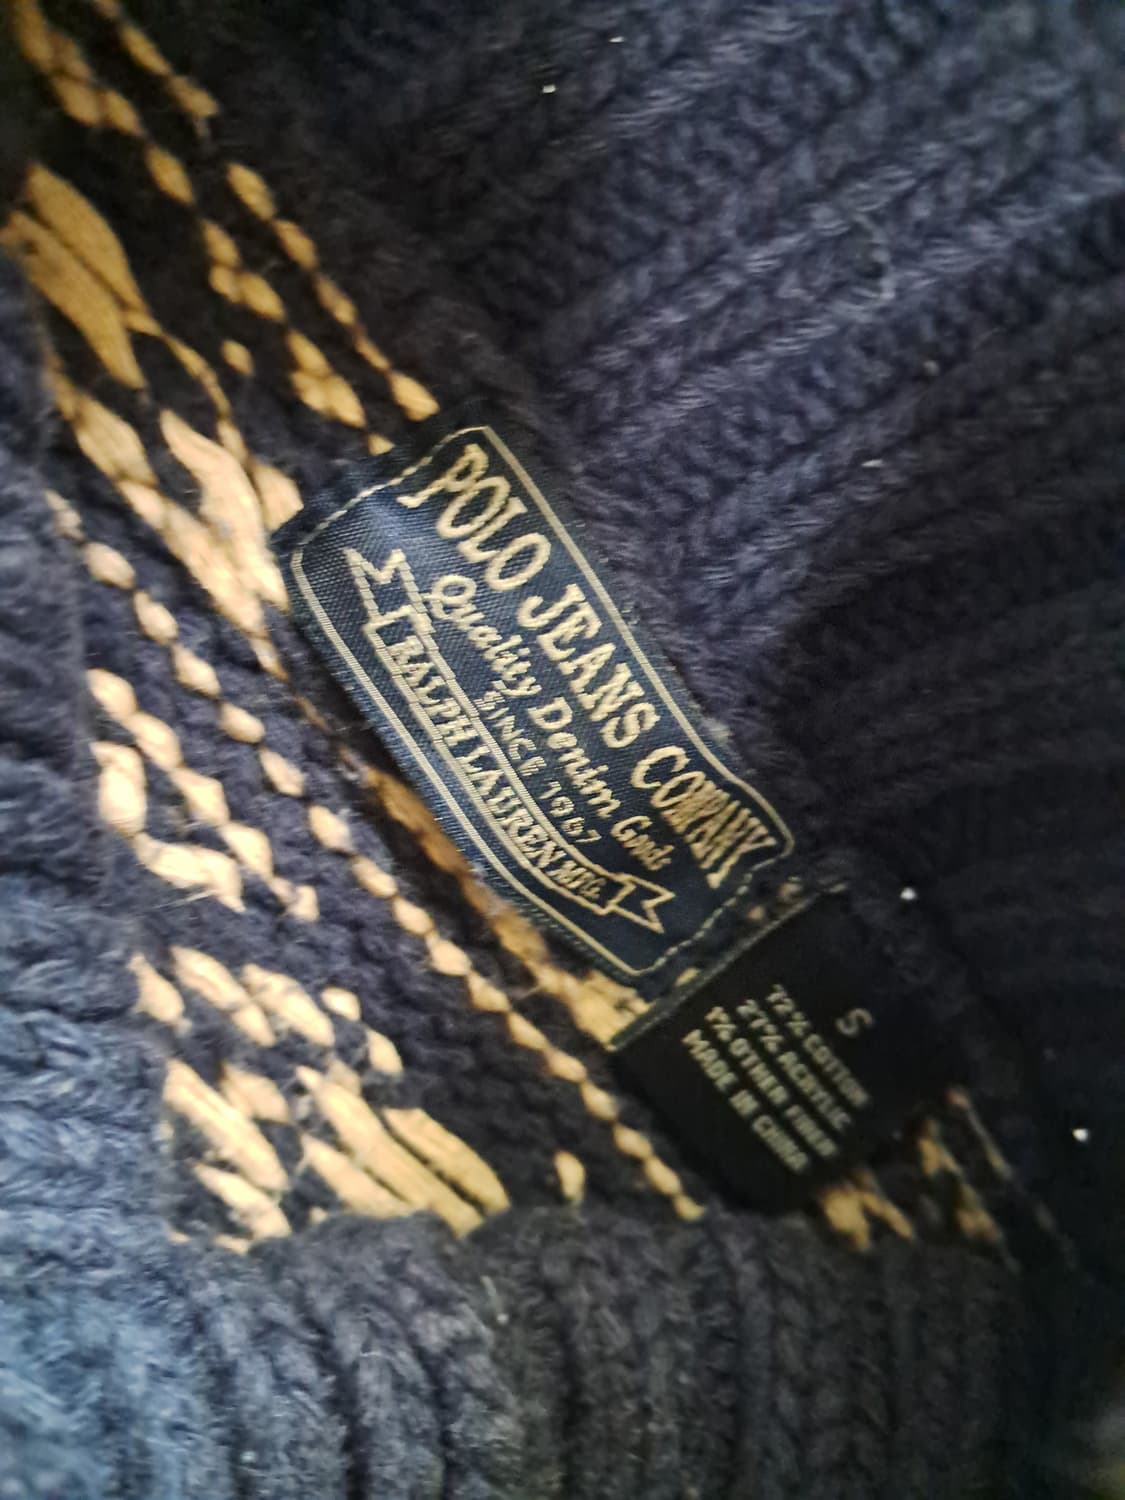 POLO JEANS COMPANY
Quality Denim Goods
SINCE 1967
RALPH LAUREN MFG.
S
72% COTTON
27% ACRYLIC
1% OTHER FIBER
MADE IN CHINA